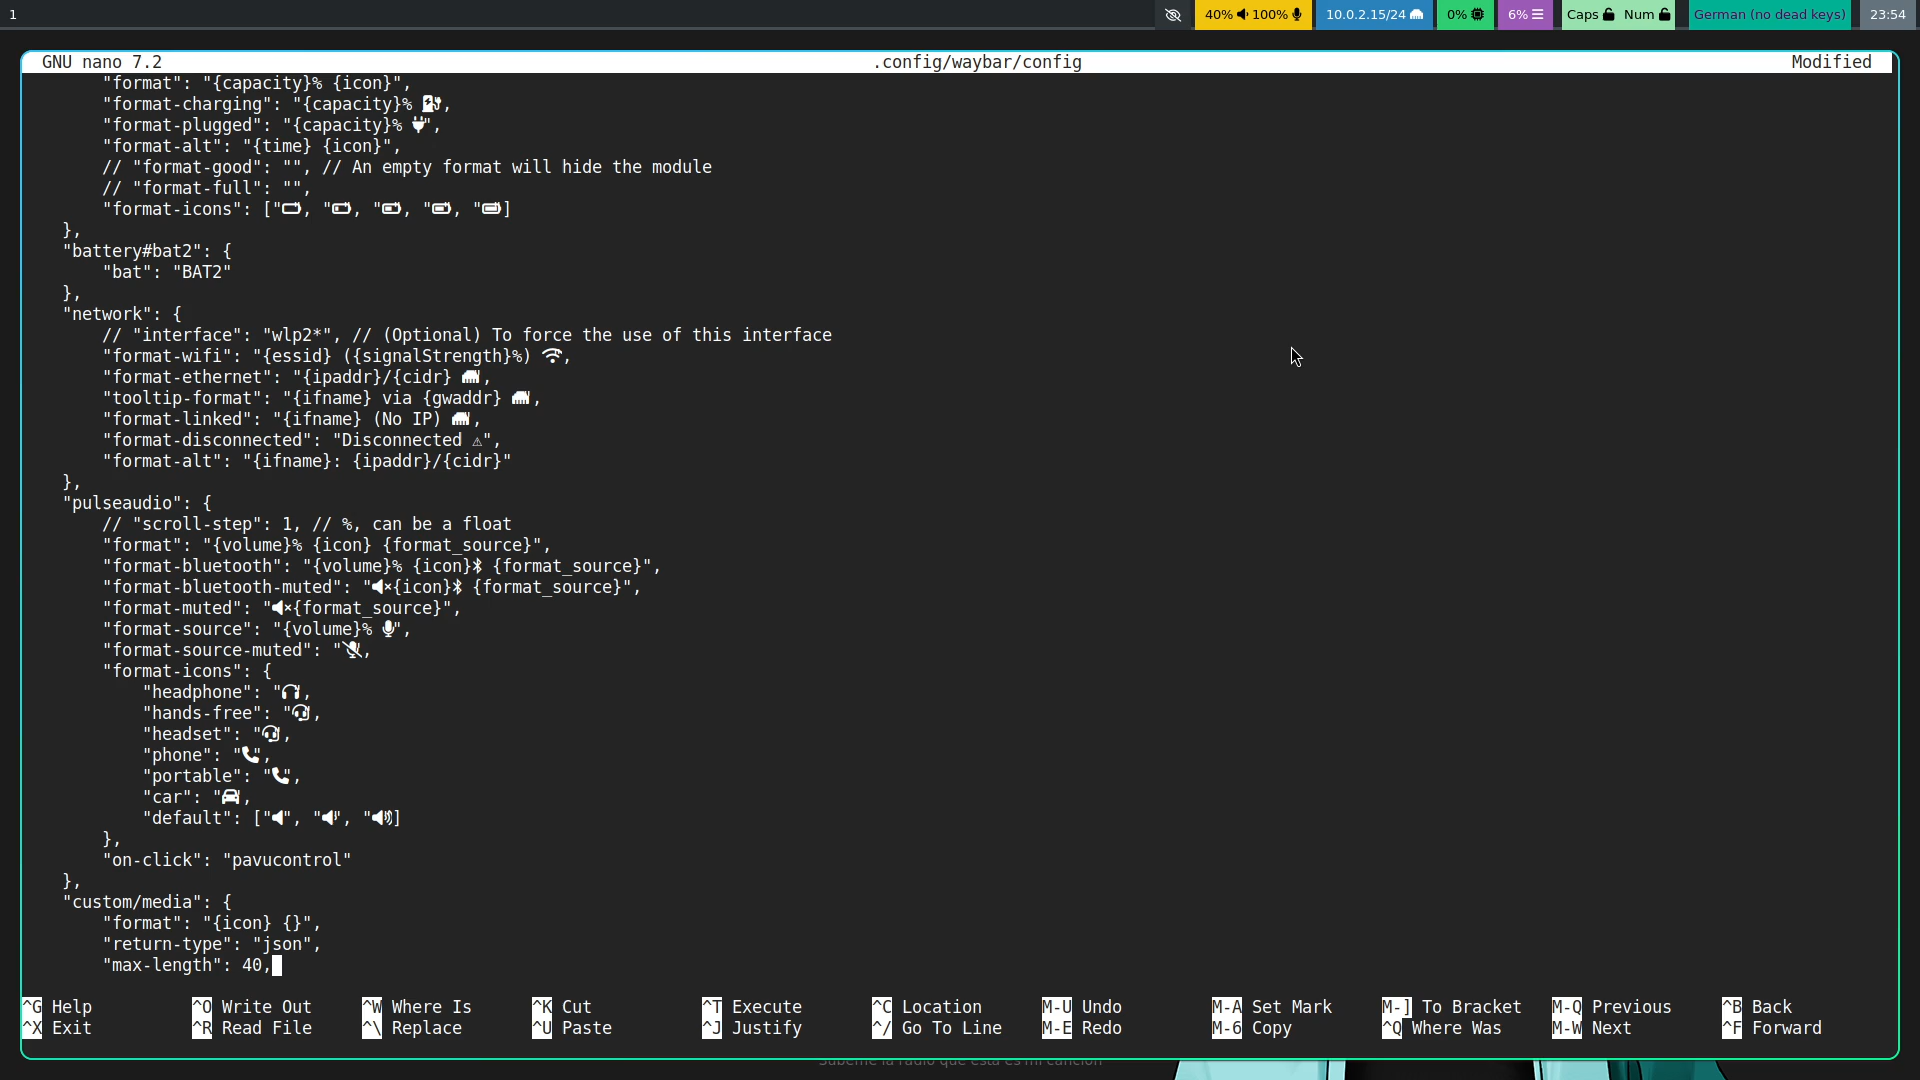 1
40% 100% 10.0.2.15/24 0% 6% Caps Num German (no dead keys) 23:54
GNU nano 7.2 .config/waybar/config Modified
"format": "{capacity}% {icon}",
"format-charging": "{capacity}% ,
"format-plugged": "{capacity}% ",
"format-alt": "{time} {icon}",
// "format-good": "", // An empty format will hide the module
// "format-full": "",
"format-icons": [" , " , " , " , " ]
},
"battery#bat2": {
"bat": "BAT2"
},
"network": {
// "interface": "wlp2*", // (Optional) To force the use of this interface
"format-wifi": "{essid} ({signalStrength}%) ,
"format-ethernet": "{ipaddr}/{cidr} ,
"tooltip-format": "{ifname} via {gwaddr} ,
"format-linked": "{ifname} (No IP) ,
"format-disconnected": "Disconnected ⚠",
"format-alt": "{ifname}: {ipaddr}/{cidr}"
},
"pulseaudio": {
// "scroll-step": 1, // %, can be a float
"format": "{volume}% {icon} {format_source}",
"format-bluetooth": "{volume}% {icon} {format_source}",
"format-bluetooth-muted": " {icon} {format_source}",
"format-muted": " {format_source}",
"format-source": "{volume}% ",
"format-source-muted": " ,
"format-icons": {
"headphone": " ,
"hands-free": " ,
"headset": " ,
"phone": " ",
"portable": " ",
"car": " ,
"default": [" ", " ", " ]
},
"on-click": "pavucontrol"
},
"custom/media": {
"format": "{icon} {}",
"return-type": "json",
"max-length": 40,
^G Help ^O Write Out ^W Where Is ^K Cut ^T Execute ^C Location M-U Undo M-A Set Mark M-] To Bracket M-Q Previous ^B Back
^X Exit ^R Read File ^\ Replace ^U Paste ^J Justify ^/ Go To Line M-E Redo M-6 Copy ^Q Where Was M-W Next ^F Forward